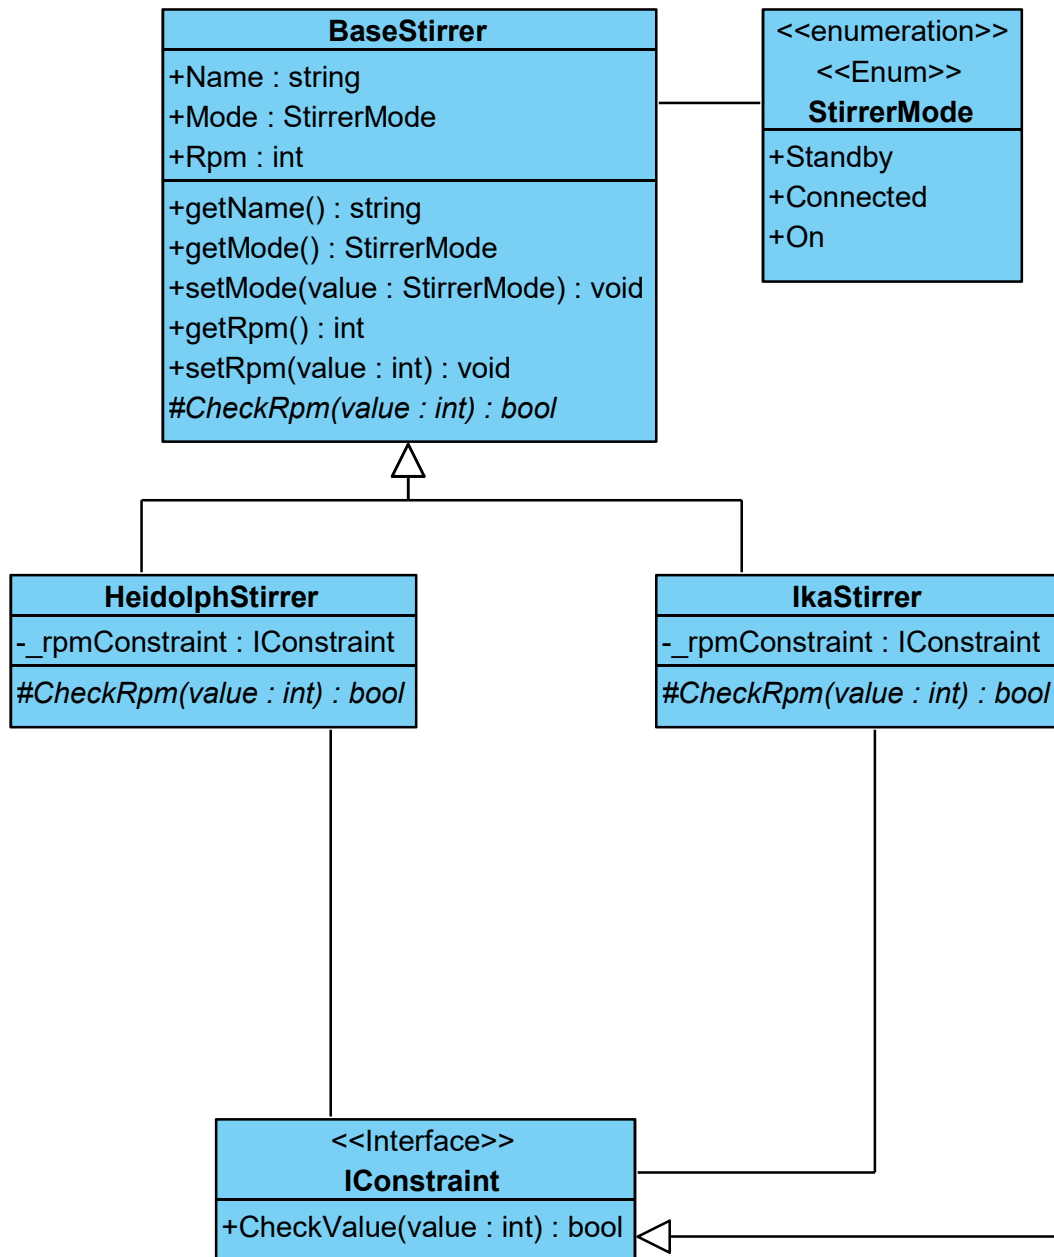 BaseStirrer
+Name : string
+Mode : StirrerMode
+Rpm : int
+getName() : string
+getMode() : StirrerMode
+setMode(value : StirrerMode) : void
+getRpm() : int
+setRpm(value : int) : void
#CheckRpm(value : int) : bool
<<enumeration>>
<<Enum>>
StirrerMode
+Standby
+Connected
+On
HeidolphStirrer
-_rpmConstraint : IConstraint
#CheckRpm(value : int) : bool
IkaStirrer
-_rpmConstraint : IConstraint
#CheckRpm(value : int) : bool
<<Interface>>
IConstraint
+CheckValue(value : int) : bool